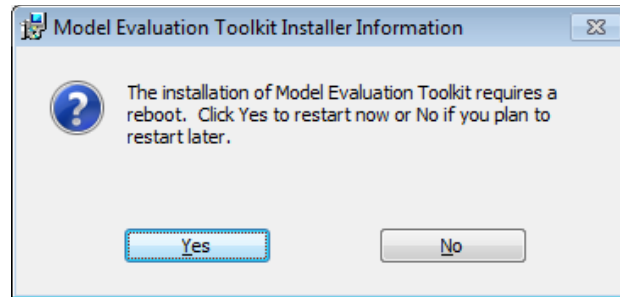 Model Evaluation Toolkit Installer Information
The installation of Model Evaluation Toolkit requires a
reboot.  Click Yes to restart now or No if you plan to
restart later.
Yes
No